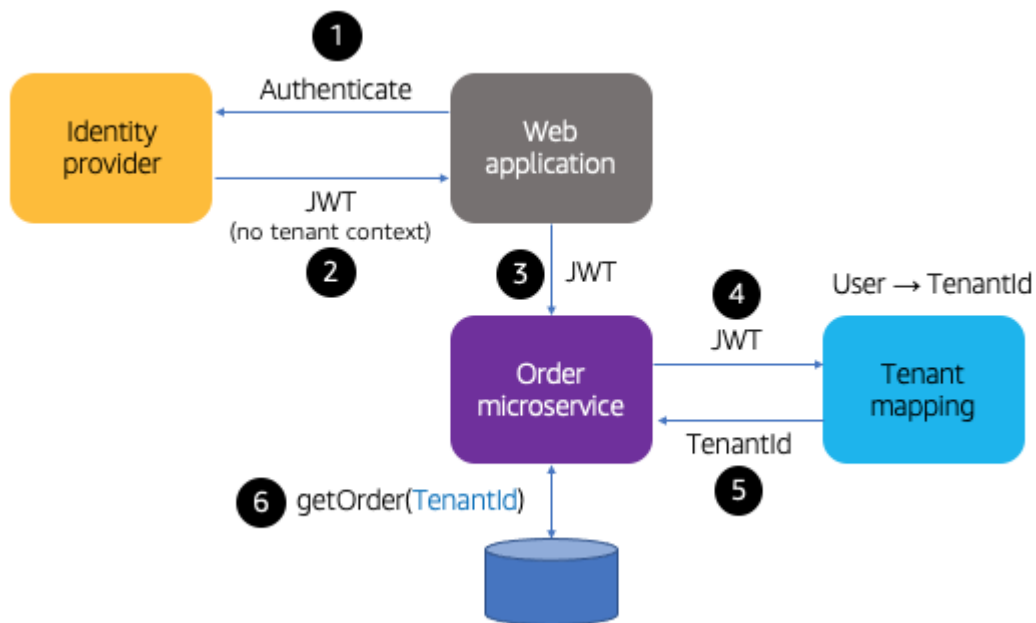 1
Authenticate
Identity
provider
Web
application
JWT
(no tenant context)
2
3
JWT
4
User → TenantId
JWT
Order
microservice
Tenant
mapping
TenantId
5
6
getOrder(TenantId)